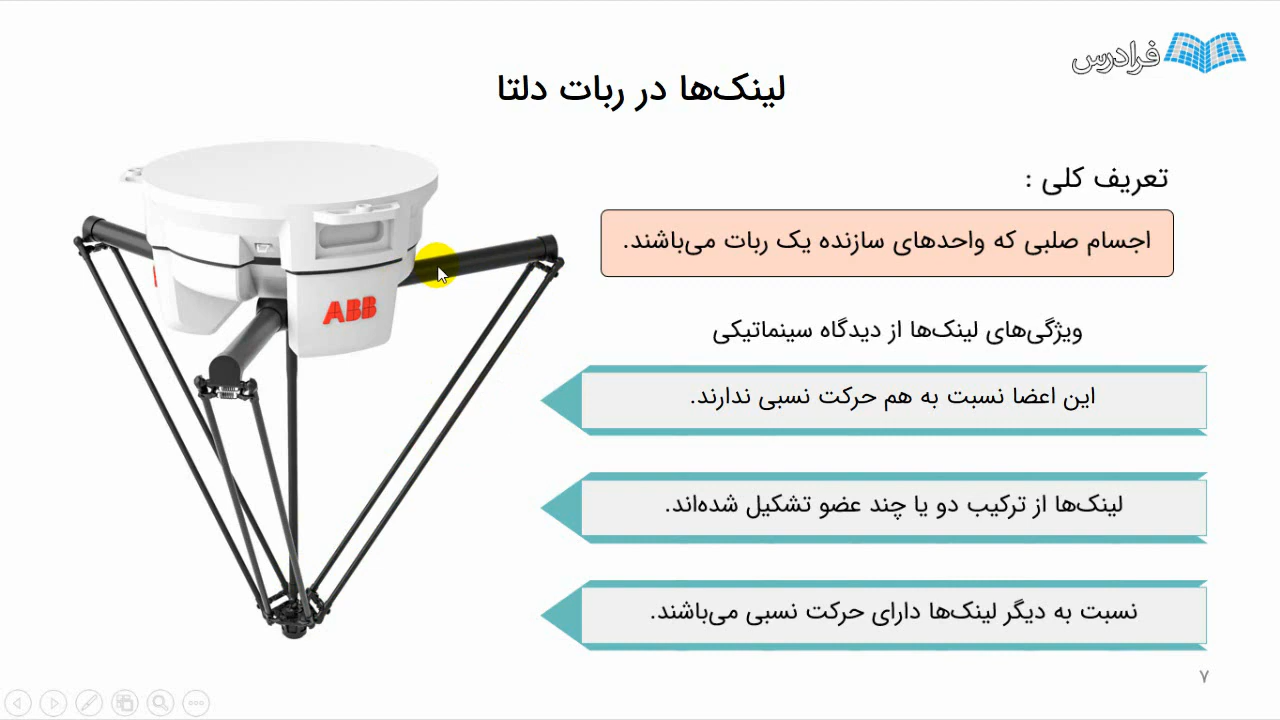 فرادرس
لینک‌ها در ربات دلتا
تعریف کلی :
اجسام صلبی که واحدهای سازنده یک ربات می‌باشند.
ویژگی‌های لینک‌ها از دیدگاه سینماتیکی
این اعضا نسبت به هم حرکت نسبی ندارند.
لینک‌ها از ترکیب دو یا چند عضو تشکیل شده‌اند.
نسبت به دیگر لینک‌ها دارای حرکت نسبی می‌باشند.
ABB
۷